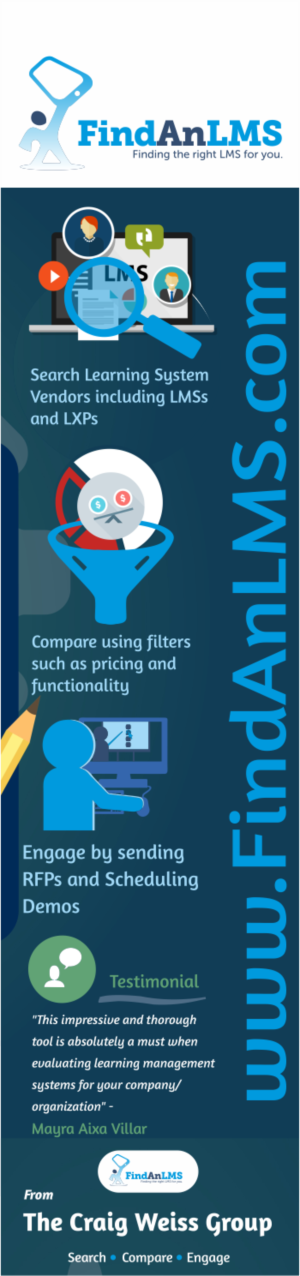 FindAnLMS
Finding the right LMS for you.
LMS
Search Learning System
Vendors including LMSs
and LXPs
$ $
Compare using filters
such as pricing and
functionality
Engage by sending
RFPs and Scheduling
Demos
Testimonial
"This impressive and thorough
tool is absolutely a must when
evaluating learning management
systems for your company/
organization" -
Mayra Aixa Villar
www.FindAnLMS.com
FindAnLMS
Finding the right LMS for you.
From
The Craig Weiss Group
Search • Compare • Engage